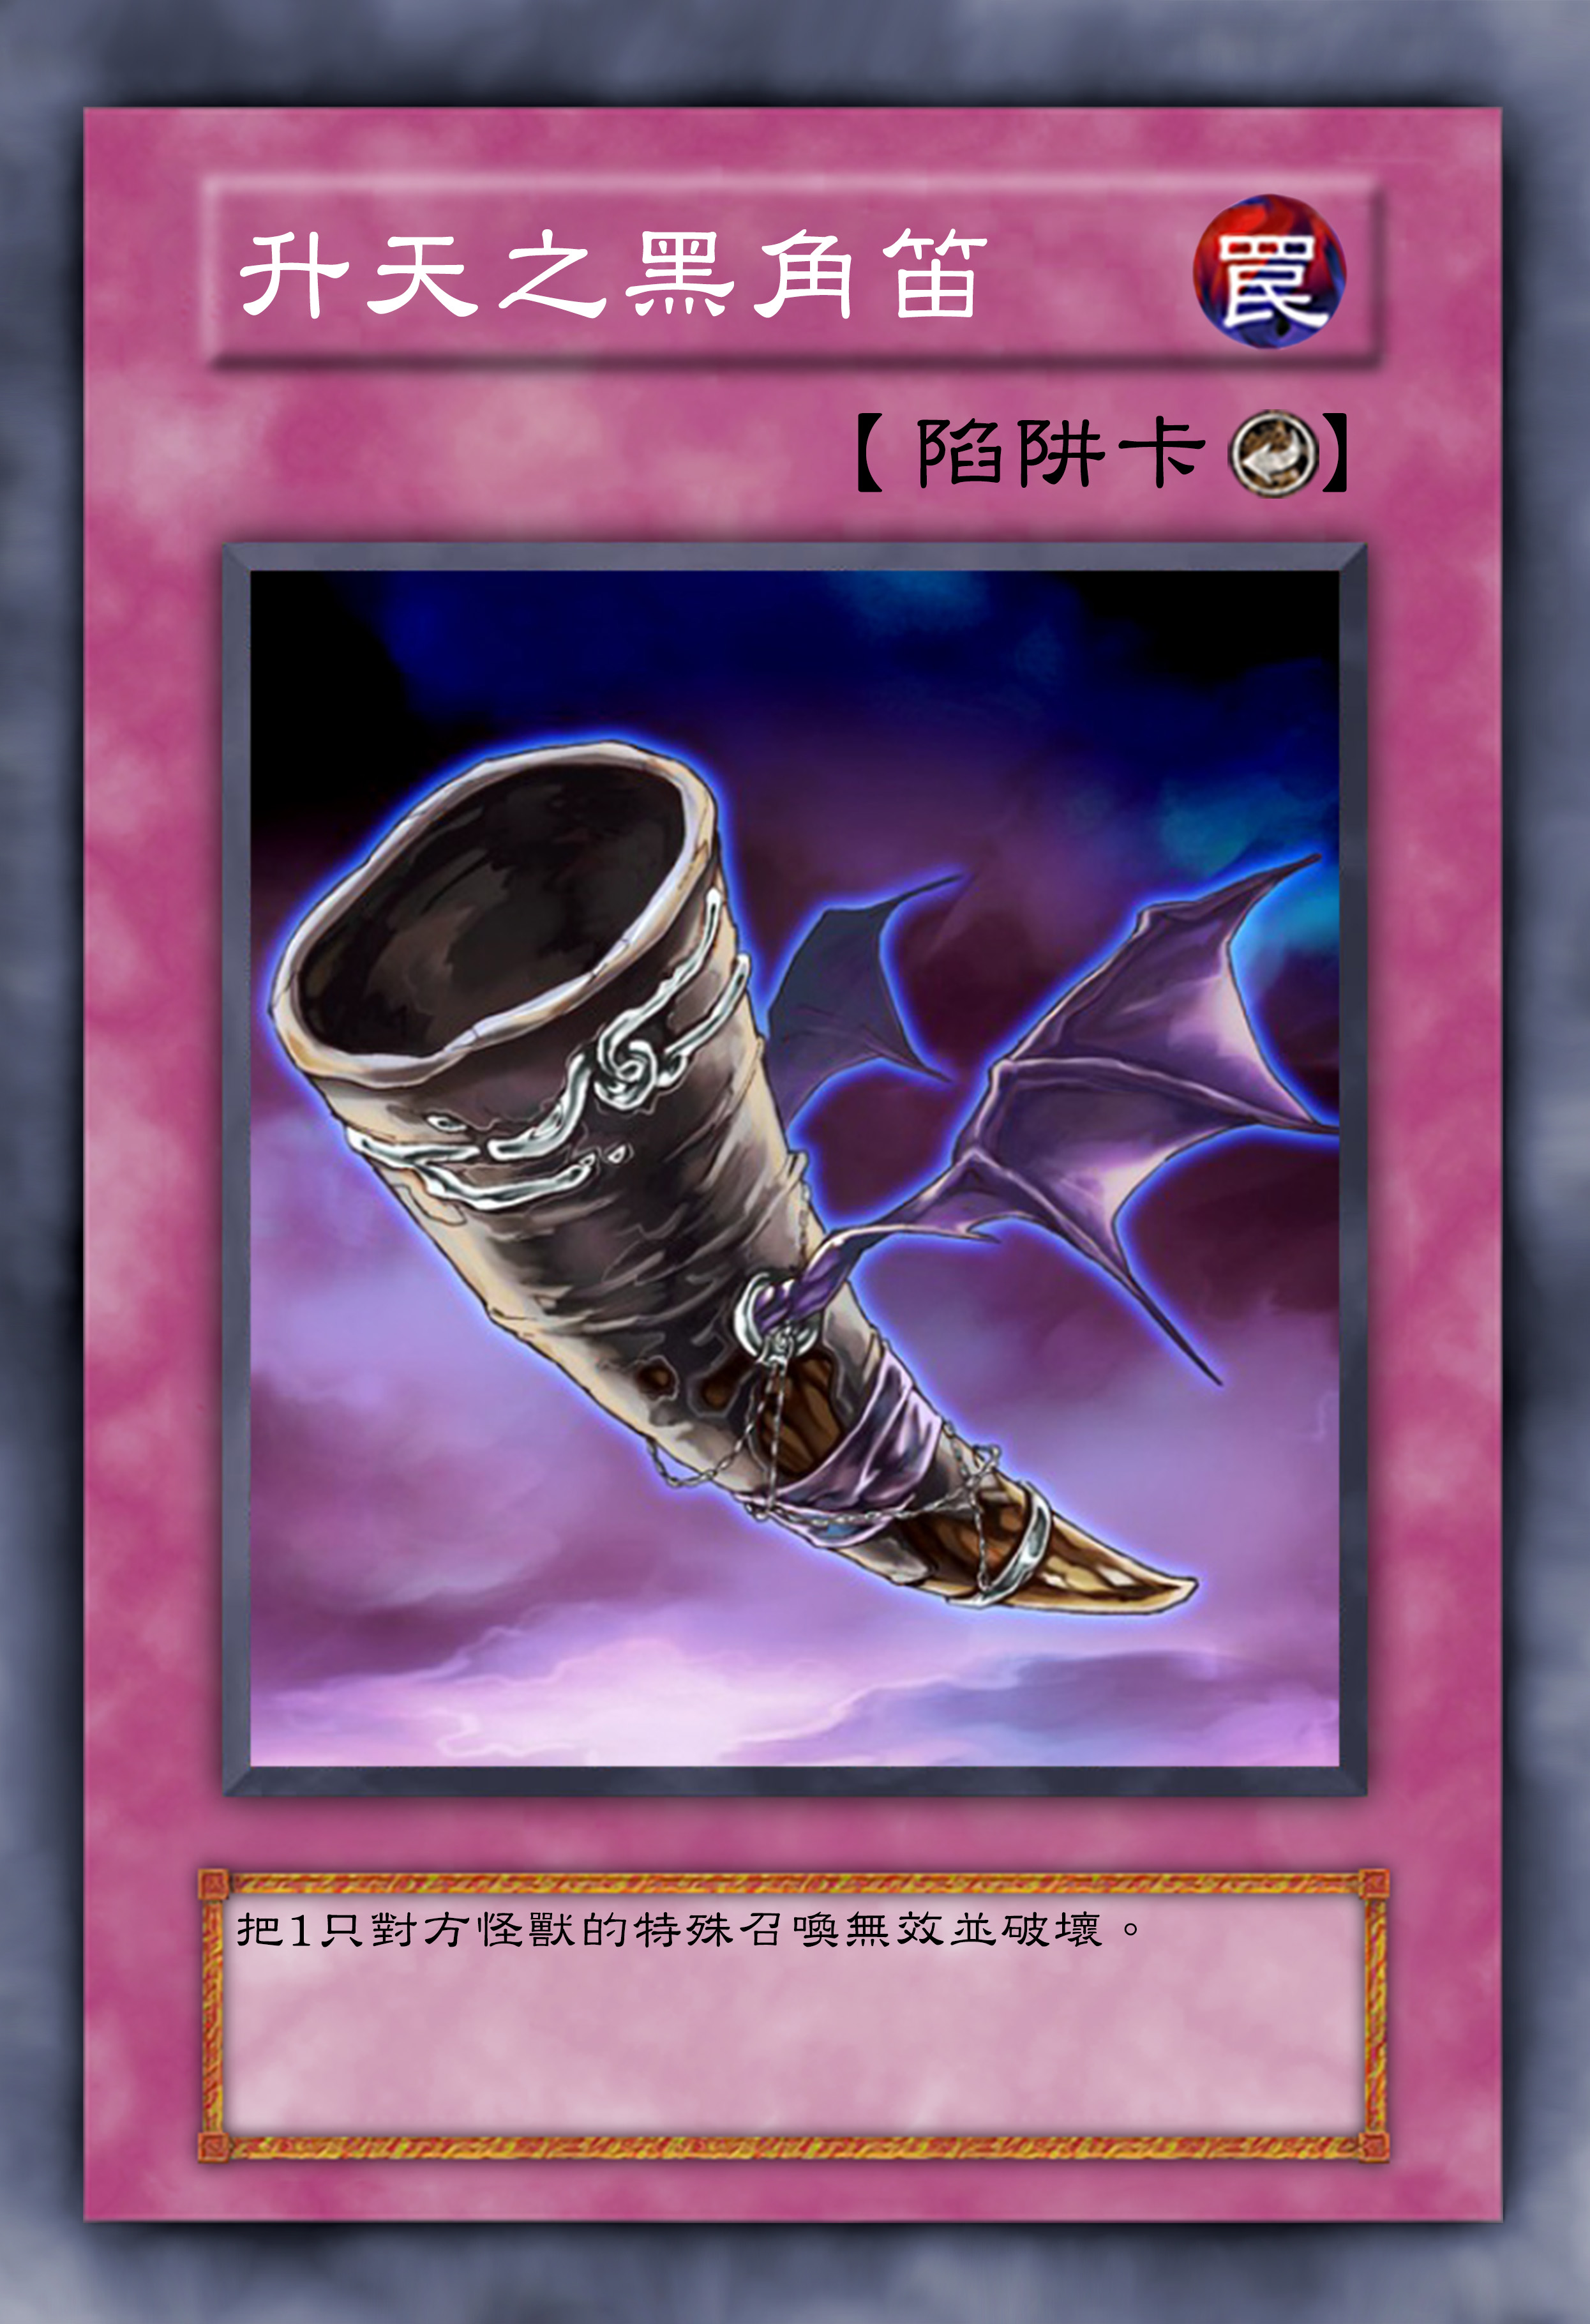 升天之黑角笛
罠
【陷阱卡】
把1只對方怪獸的特殊召喚無效並破壞。